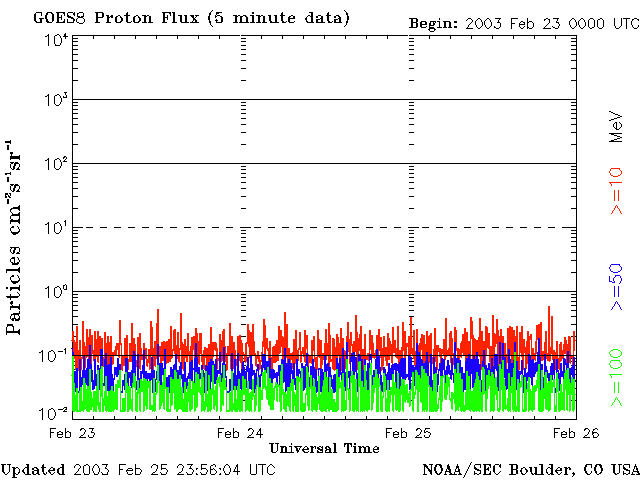 GOES8 Proton Flux (5 minute data)
Begin: 2003 Feb 23 0000 UTC
Particles cm⁻²s⁻¹sr⁻¹
10⁴
10³
10²
10¹
10⁰
10⁻¹
10⁻²
Feb 23
Feb 24
Feb 25
Feb 26
Universal Time
>=10
>=50
>=100
MeV
Updated 2003 Feb 25 23:56:04 UTC
NOAA/SEC Boulder, CO USA